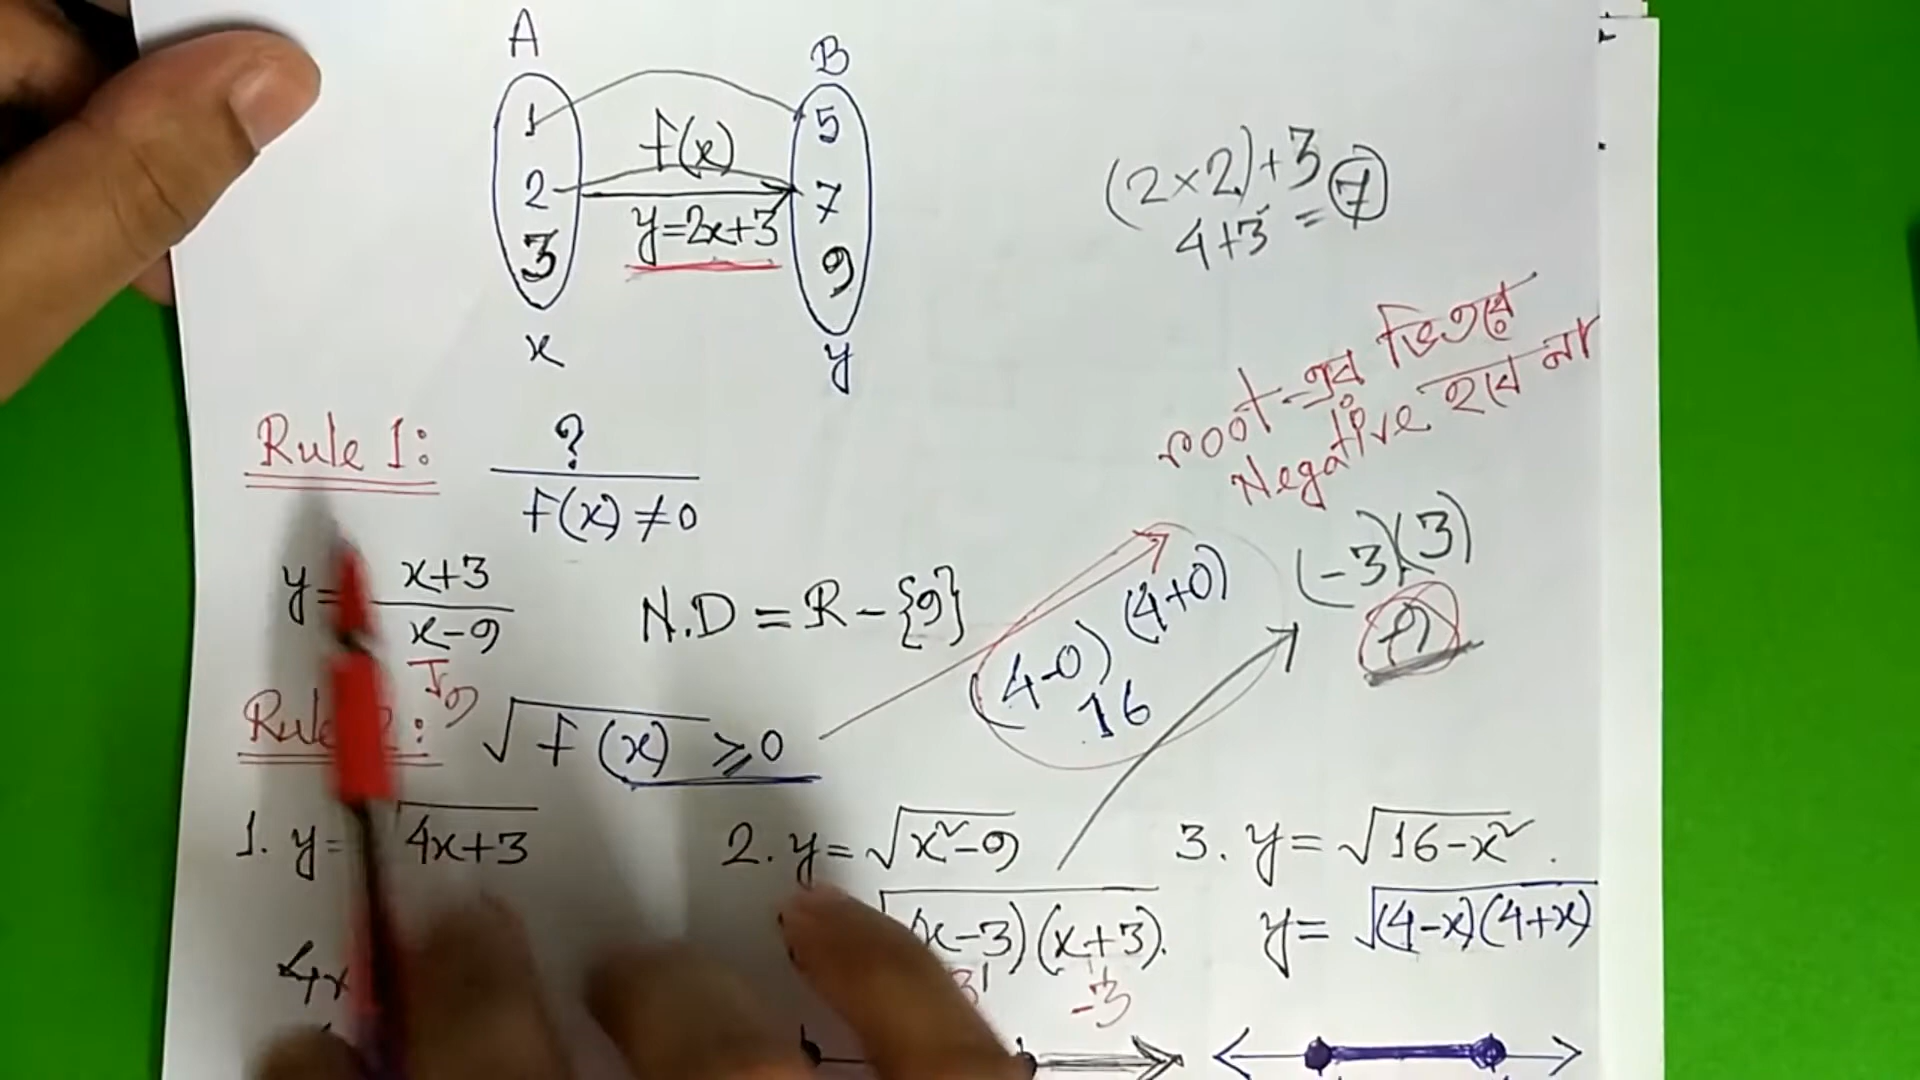 A
B
1
5
f(x)
2
7
y=2x+3
3
9
x
y
(2×2)+3
4+3 = 7
root-এর ভিতরে
Negative হবে না
Rule 1:
?
f(x) ≠ 0
y= x+3
x-9
9
N.D = R - {9}
(4-0) (4+0)
16
(-3)(3)
Rule 2:
√f(x) ≥ 0
1. y= √4x+3
2. y= √x²-9
3. y= √16-x².
4x
(x-3)(x+3).
3
-3
y= √(4-x)(4+x)